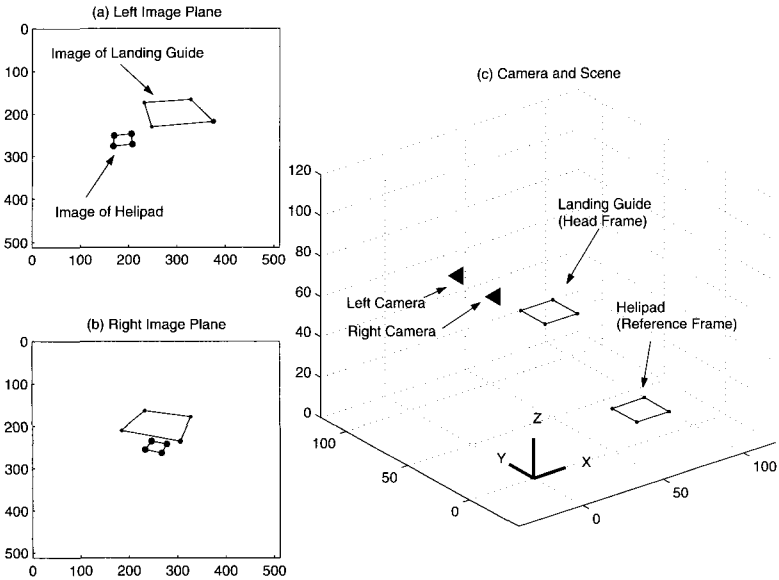 (a) Left Image Plane
0
100
200
300
400
500
0 100 200 300 400 500
Image of Landing Guide
Image of Helipad
(b) Right Image Plane
0
100
200
300
400
500
0 100 200 300 400 500
(c) Camera and Scene
120
100
80
60
40
20
0
100
50
0
0
50
100
Landing Guide
(Head Frame)
Left Camera
Right Camera
Helipad
(Reference Frame)
Z
Y
X